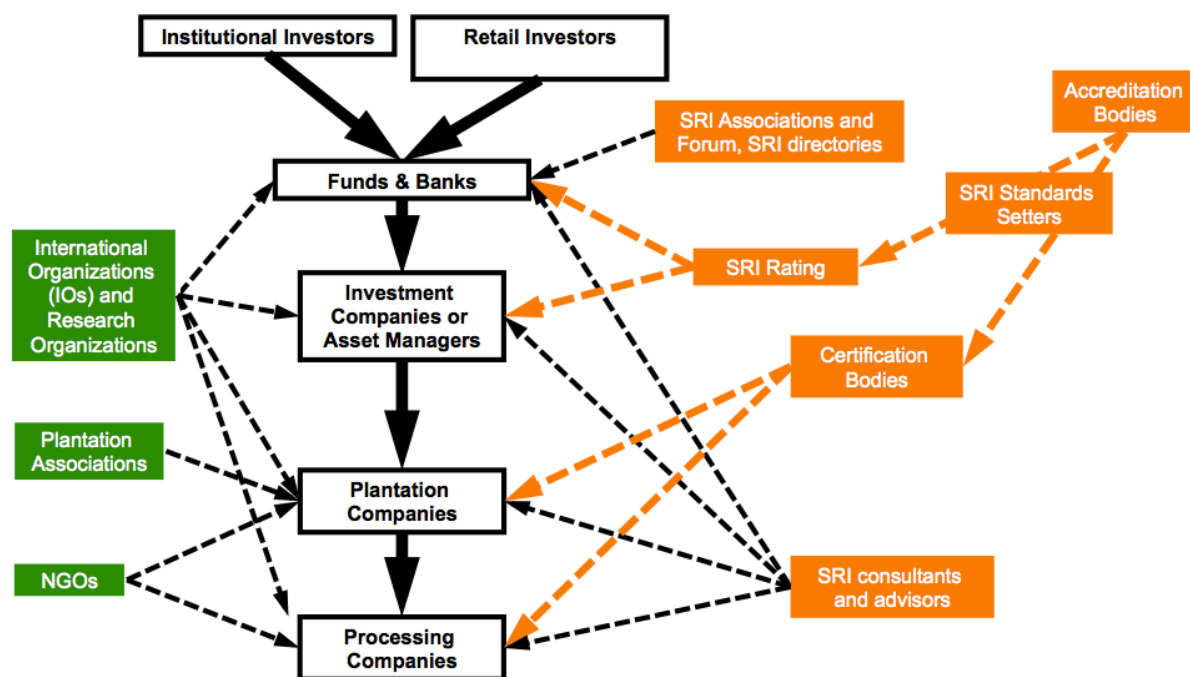 Institutional Investors
Retail Investors
Accreditation
Bodies
SRI Associations and
Forum, SRI directories
Funds & Banks
SRI Standards
Setters
International
Organizations
(IOs) and
Research
Organizations
SRI Rating
Investment
Companies or
Asset Managers
Certification
Bodies
Plantation
Associations
Plantation
Companies
NGOs
SRI consultants
and advisors
Processing
Companies